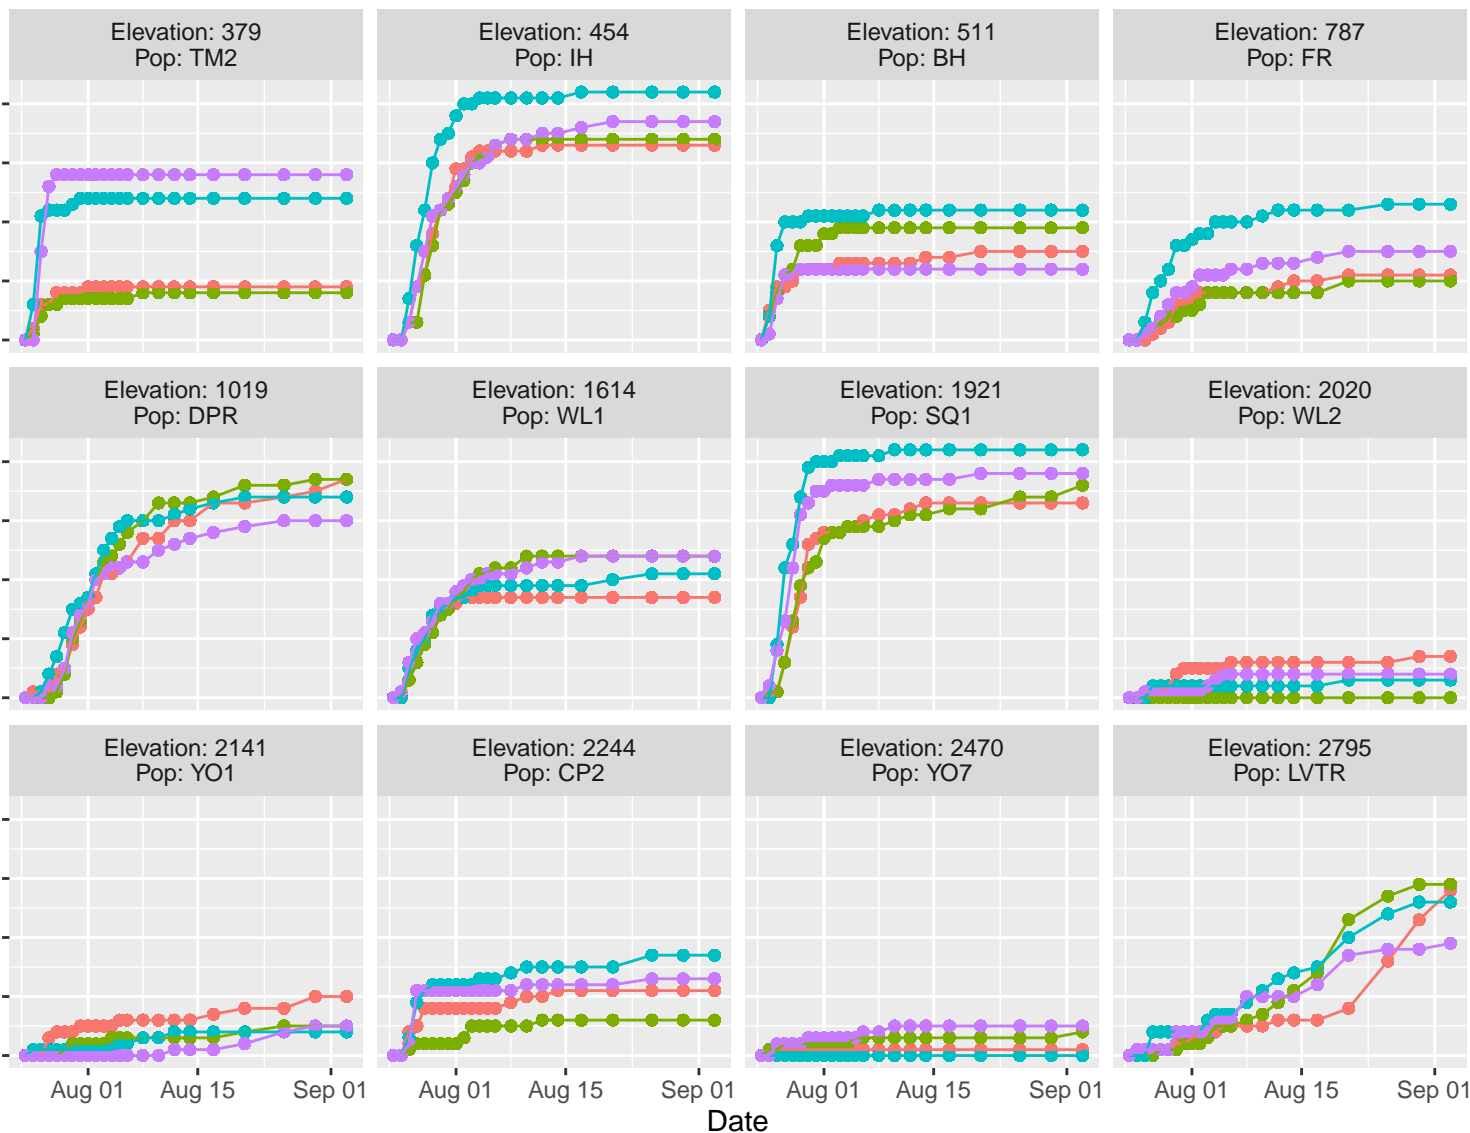 Elevation: 379
Pop: TM2
Elevation: 454
Pop: IH
Elevation: 511
Pop: BH
Elevation: 787
Pop: FR
Elevation: 1019
Pop: DPR
Elevation: 1614
Pop: WL1
Elevation: 1921
Pop: SQ1
Elevation: 2020
Pop: WL2
Elevation: 2141
Pop: YO1
Elevation: 2244
Pop: CP2
Elevation: 2470
Pop: YO7
Elevation: 2795
Pop: LVTR
Aug 01 Aug 15 Sep 01
Aug 01 Aug 15 Sep 01
Aug 01 Aug 15 Sep 01
Aug 01 Aug 15 Sep 01
Date